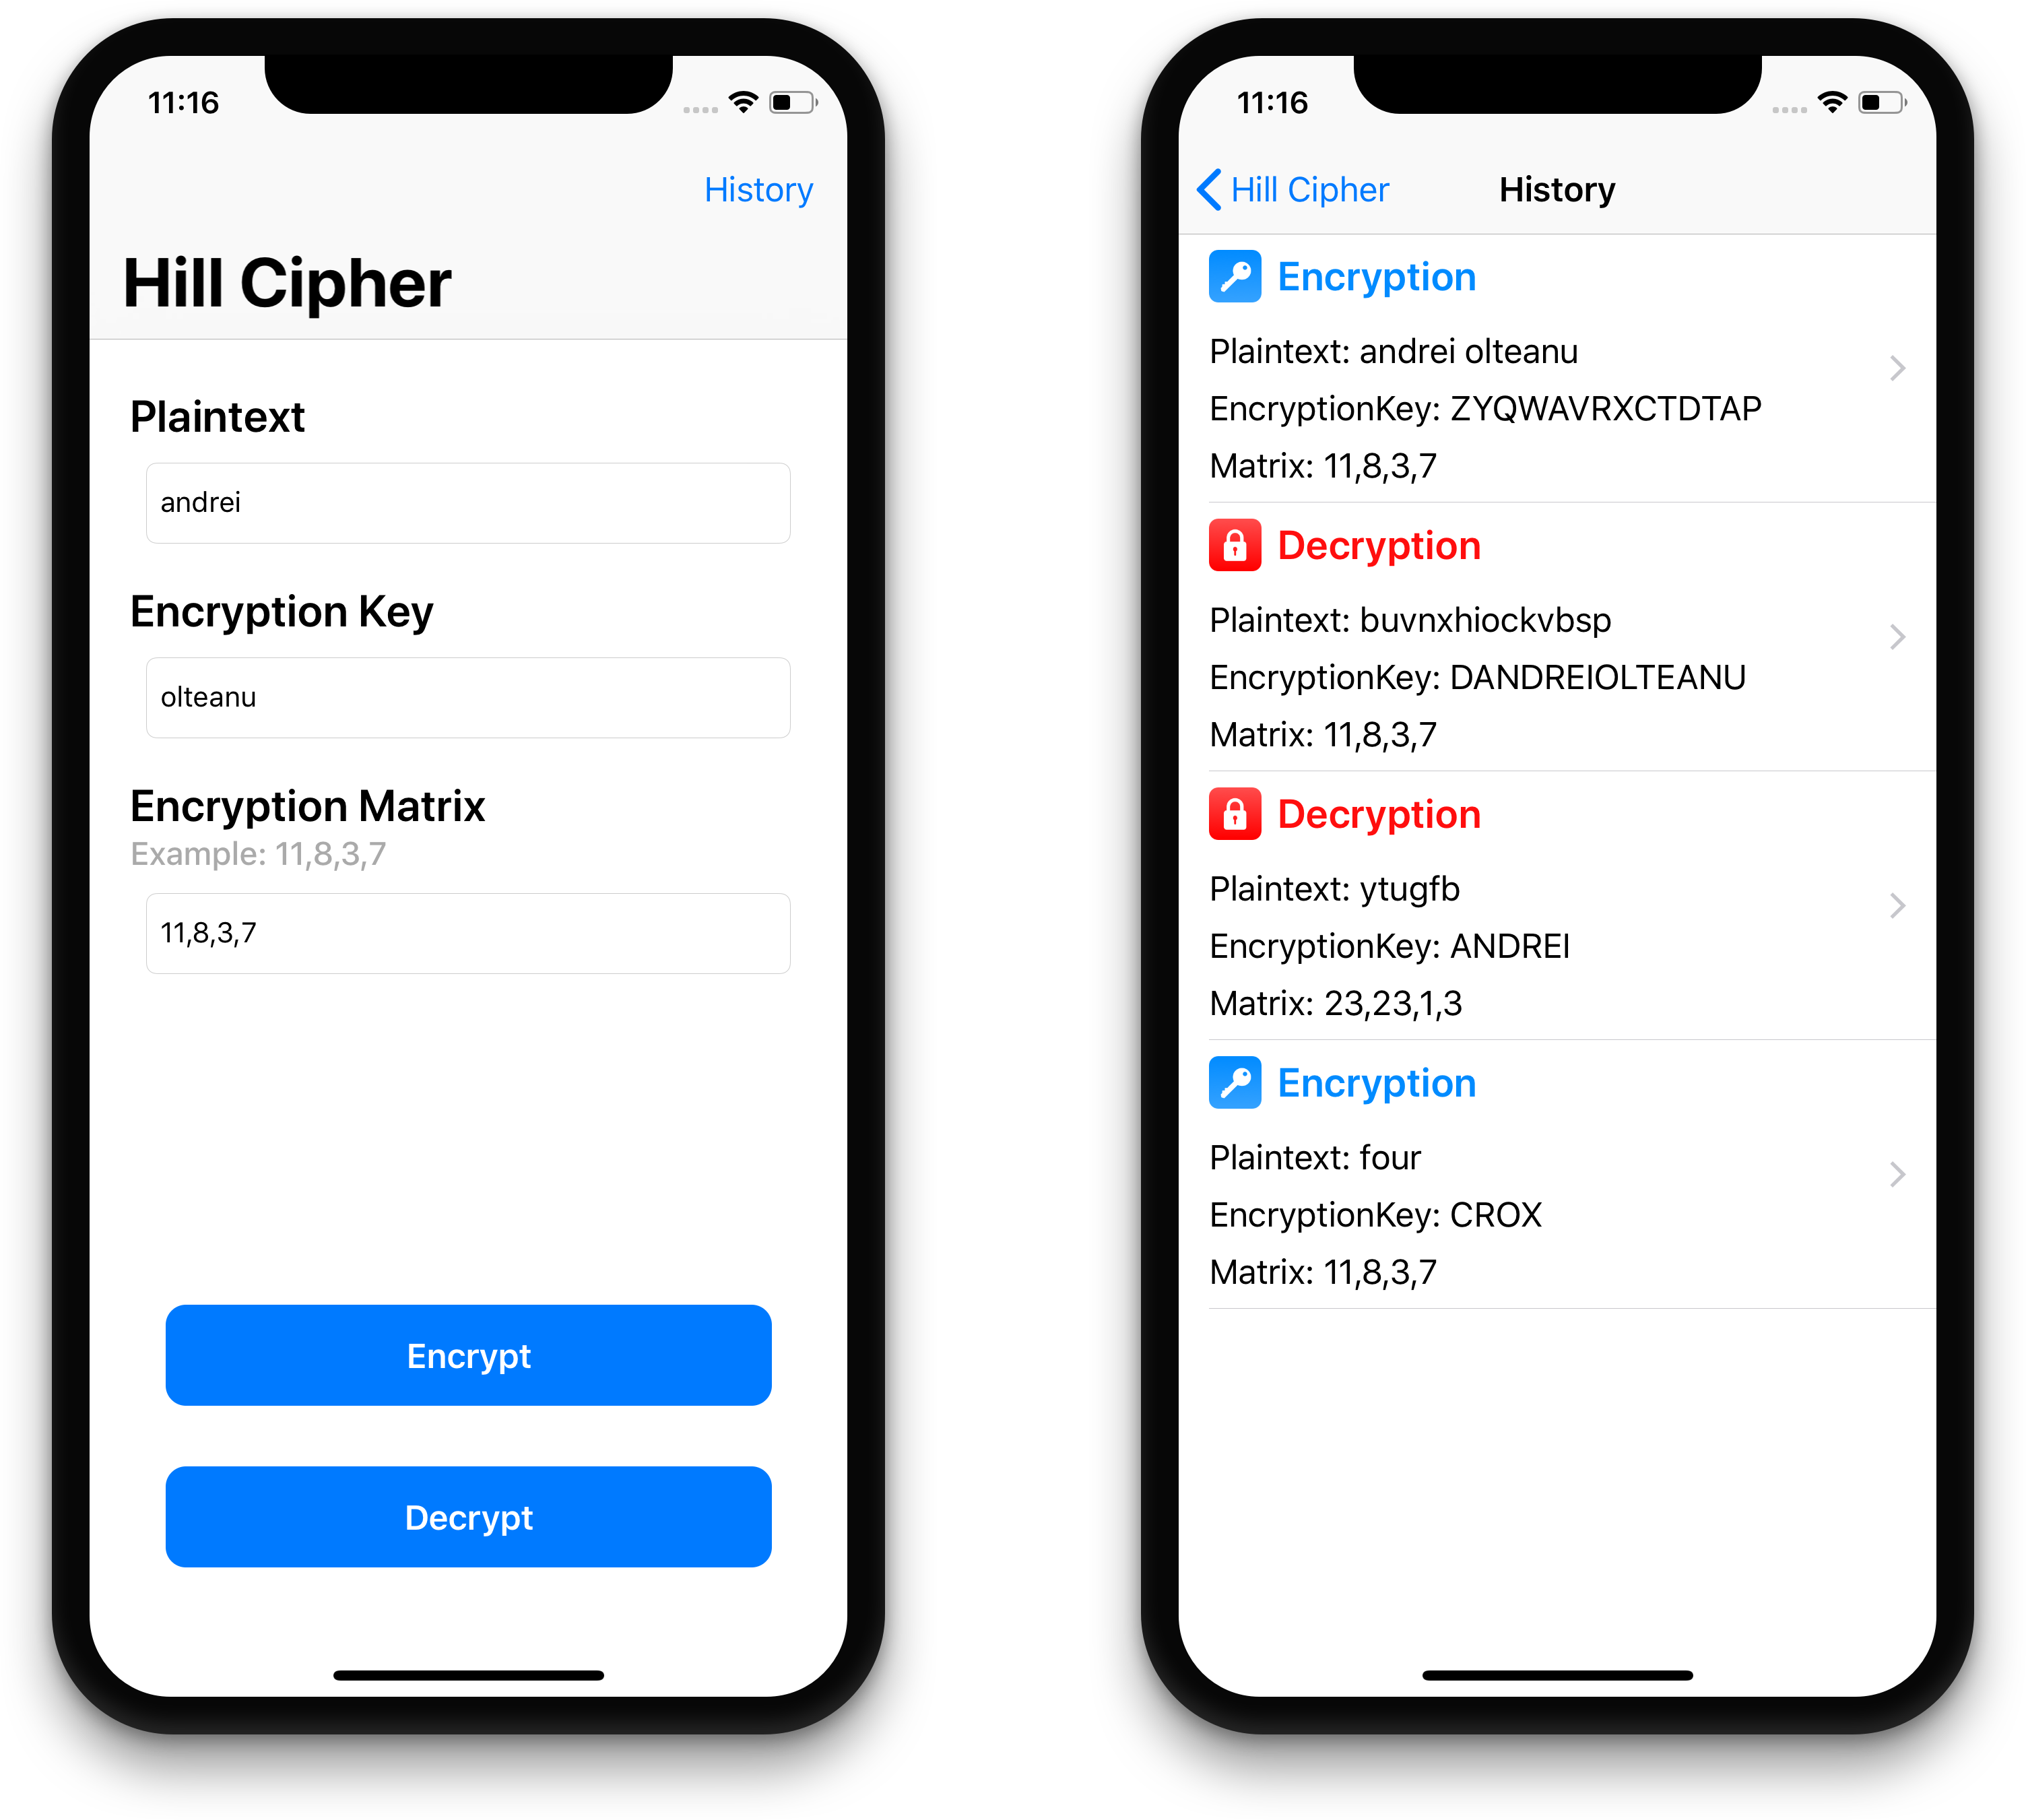 11:16
History
Hill Cipher
Plaintext
andrei
Encryption Key
olteanu
Encryption Matrix
Example: 11,8,3,7
11,8,3,7
Encrypt
Decrypt
11:16
Hill Cipher History
Encryption
Plaintext: andrei olteanu
EncryptionKey: ZYQWAVRXCTDTAP
Matrix: 11,8,3,7
Decryption
Plaintext: buvnxhiockvbsp
EncryptionKey: DANDREIOLTEANU
Matrix: 11,8,3,7
Decryption
Plaintext: ytugfb
EncryptionKey: ANDREI
Matrix: 23,23,1,3
Encryption
Plaintext: four
EncryptionKey: CROX
Matrix: 11,8,3,7